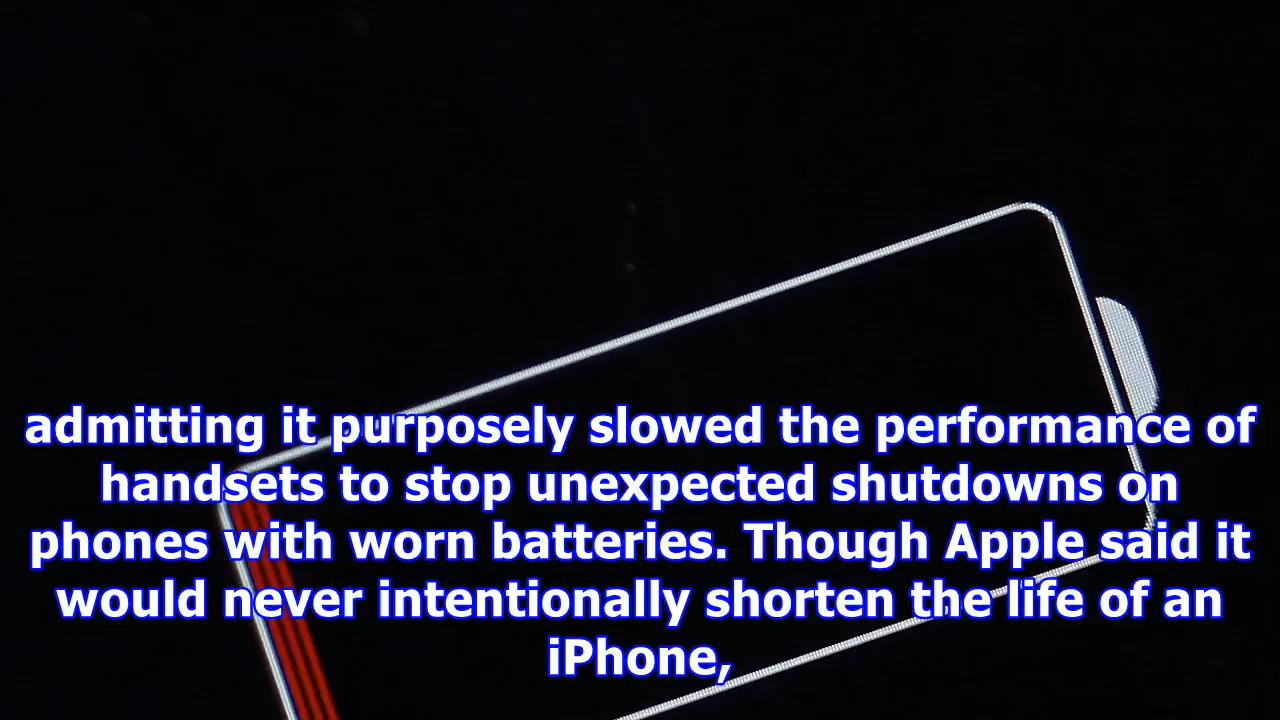 admitting it purposely slowed the performance of
handsets to stop unexpected shutdowns on
phones with worn batteries. Though Apple said it
would never intentionally shorten the life of an
iPhone,